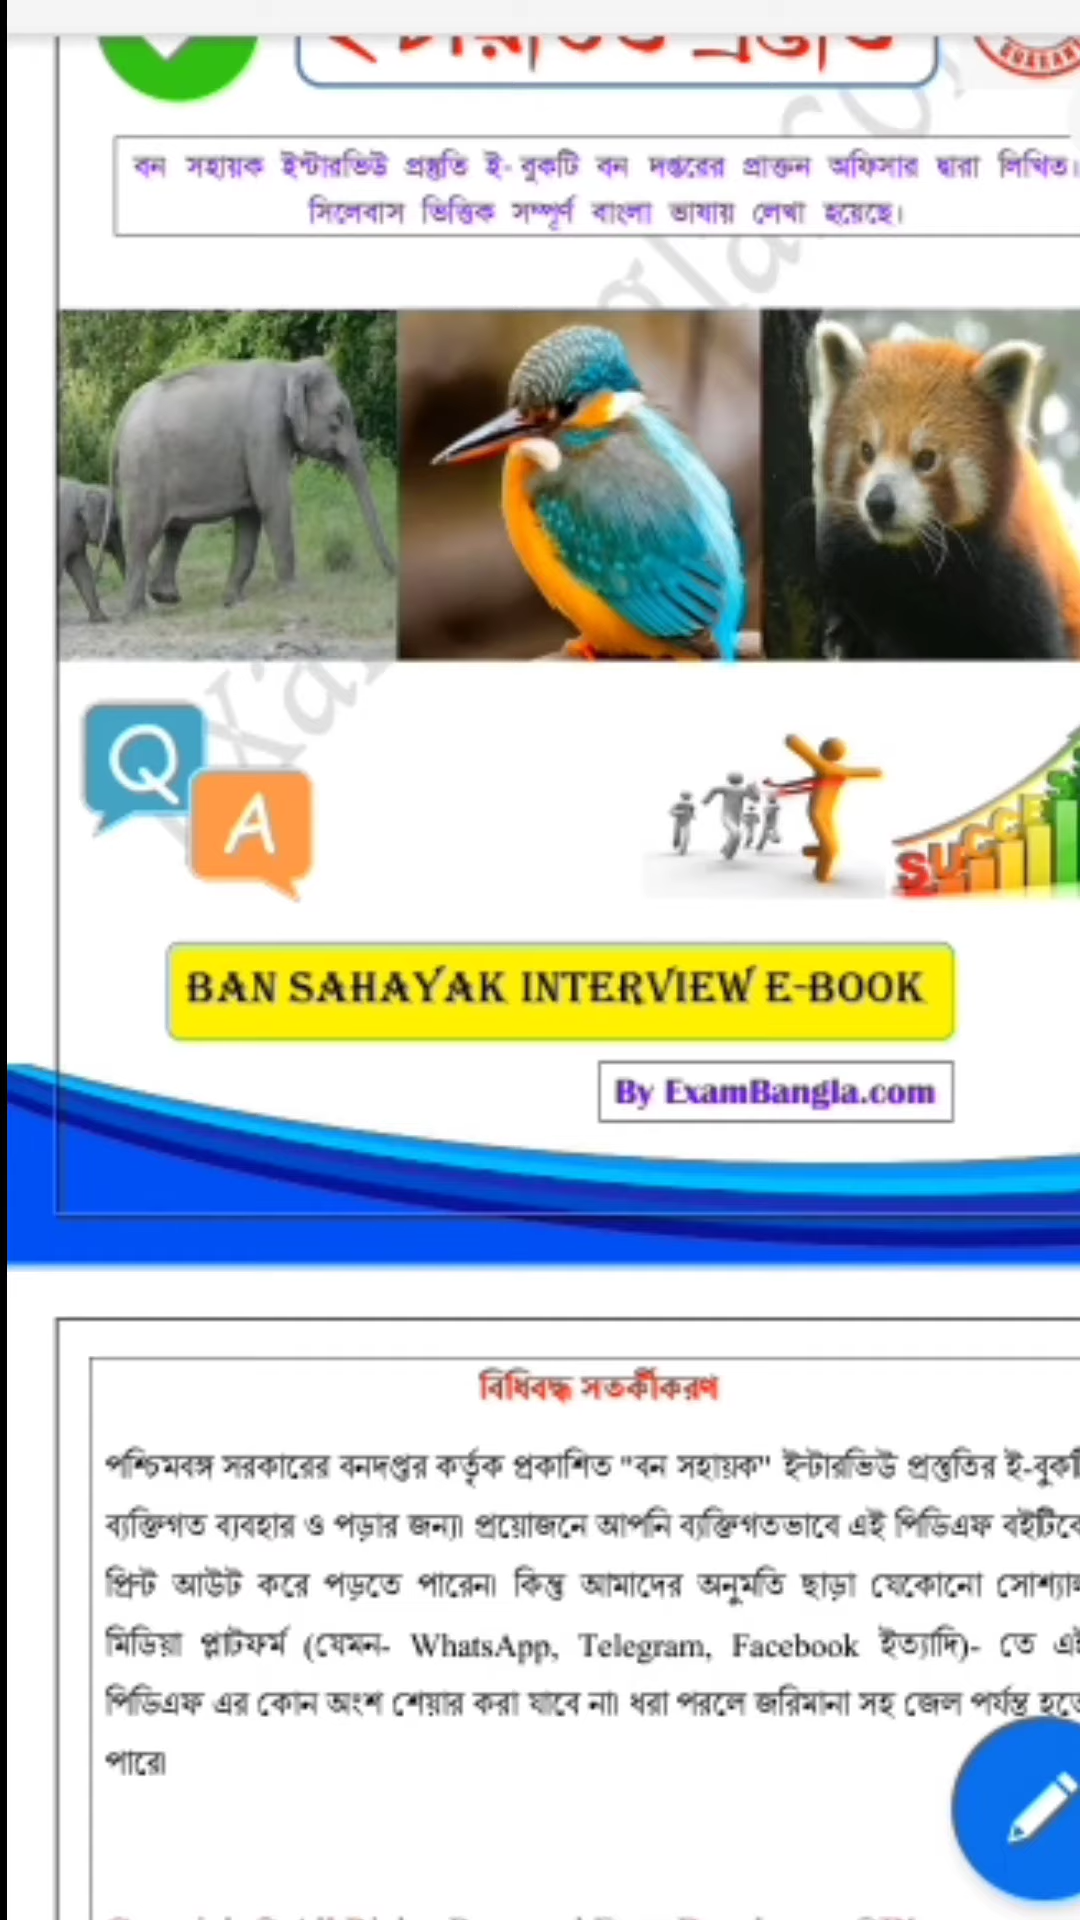 বন সহায়ক ইন্টারভিউ প্রস্তুতি ই- বুকটি বন দপ্তরের প্রাক্তন অফিসার দ্বারা লিখিত।
সিলেবাস ভিত্তিক সম্পূর্ণ বাংলা ভাষায় লেখা হয়েছে।
Q
A
SUCCESS
BAN SAHAYAK INTERVIEW E-BOOK
By ExamBangla.com
বিধিবদ্ধ সতর্কীকরণ
পশ্চিমবঙ্গ সরকারের বনদপ্তর কর্তৃক প্রকাশিত "বন সহায়ক" ইন্টারভিউ প্রস্তুতির ই-বুকটি
ব্যক্তিগত ব্যবহার ও পড়ার জন্য। প্রয়োজনে আপনি ব্যক্তিগতভাবে এই পিডিএফ বইটিকে
প্রিন্ট আউট করে পড়তে পারেন। কিন্তু আমাদের অনুমতি ছাড়া যেকোনো সোশ্যাল
মিডিয়া প্লাটফর্ম (যেমন- WhatsApp, Telegram, Facebook ইত্যাদি)- তে এই
পিডিএফ এর কোন অংশ শেয়ার করা যাবে না। ধরা পরলে জরিমানা সহ জেল পর্যন্ত হতে
পারে।